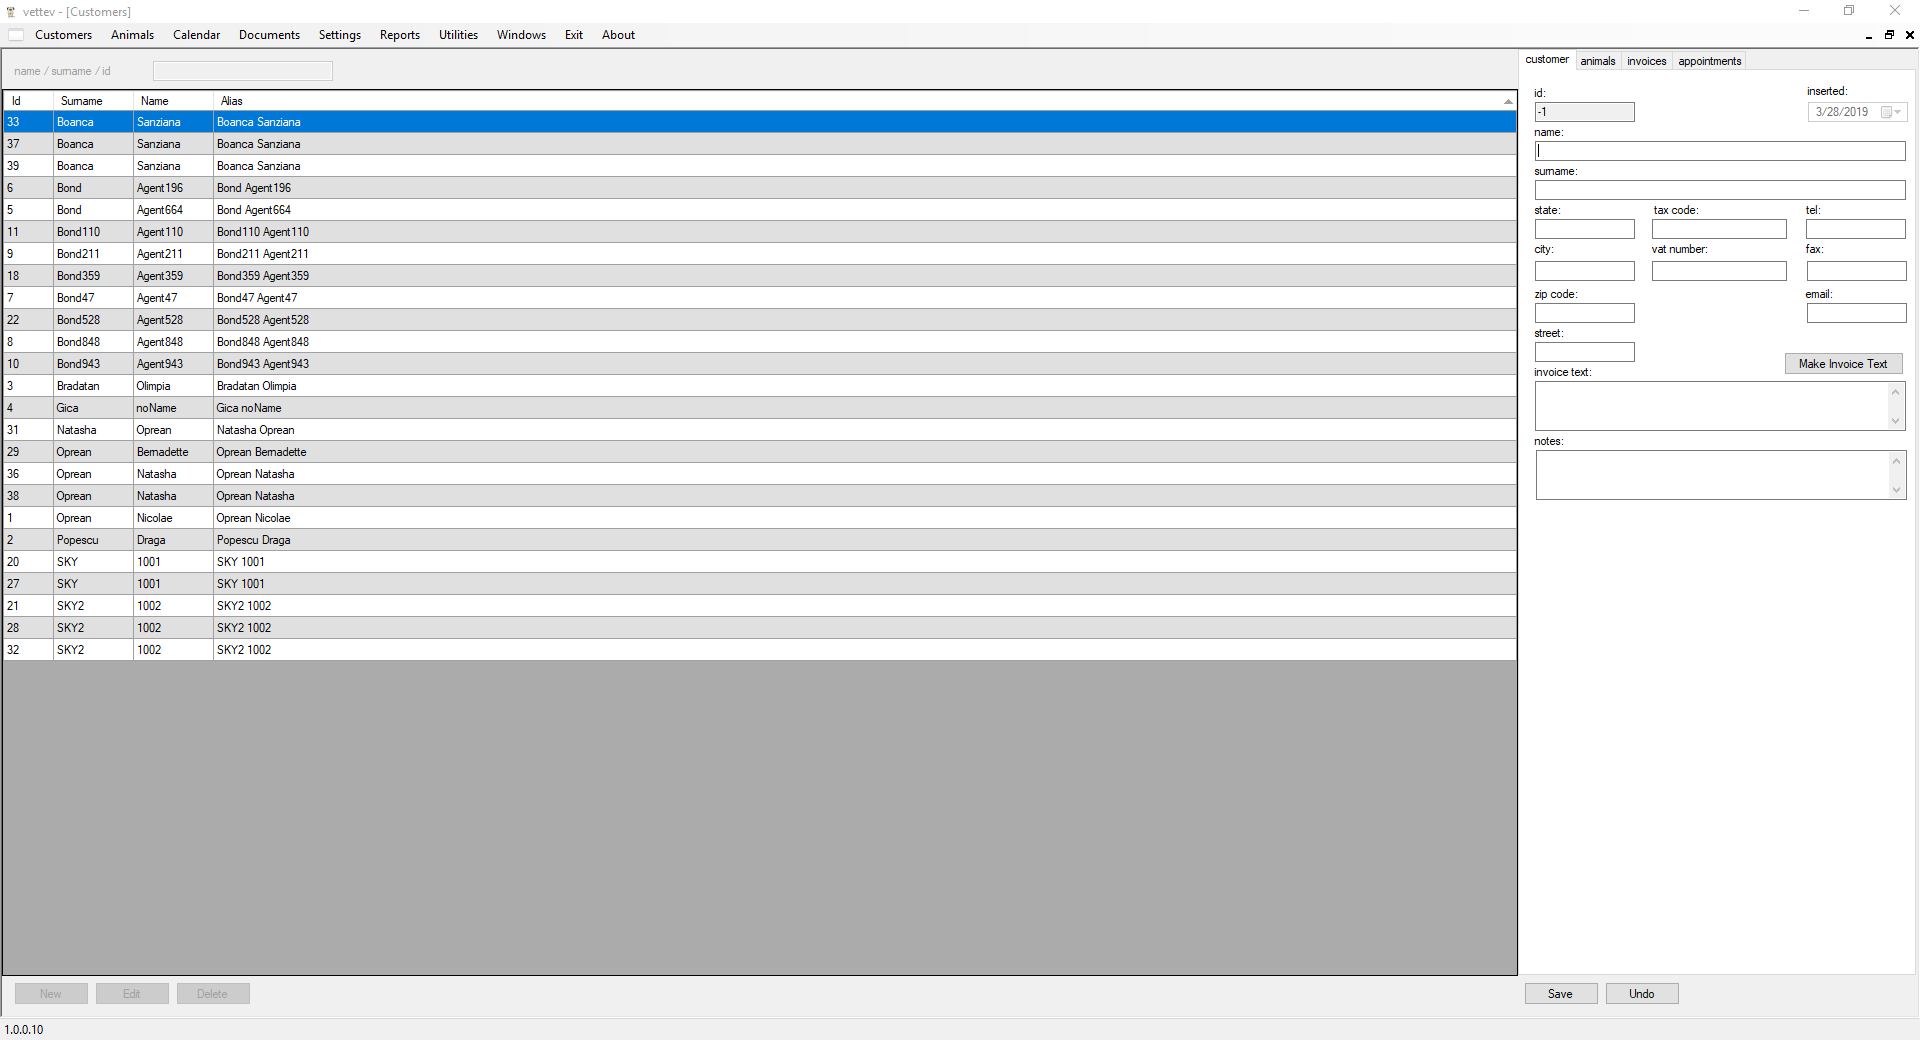 vettev - [Customers]
Customers Animals Calendar Documents Settings Reports Utilities Windows Exit About
name / surname / id
customer animals invoices appointments
Id Surname Name Alias
33 Boanca Sanziana Boanca Sanziana
37 Boanca Sanziana Boanca Sanziana
39 Boanca Sanziana Boanca Sanziana
6 Bond Agent196 Bond Agent196
5 Bond Agent664 Bond Agent664
11 Bond110 Agent110 Bond110 Agent110
9 Bond211 Agent211 Bond211 Agent211
18 Bond359 Agent359 Bond359 Agent359
7 Bond47 Agent47 Bond47 Agent47
22 Bond528 Agent528 Bond528 Agent528
8 Bond848 Agent848 Bond848 Agent848
10 Bond943 Agent943 Bond943 Agent943
3 Bradatan Olimpia Bradatan Olimpia
4 Gica noName Gica noName
31 Natasha Oprean Natasha Oprean
29 Oprean Bernadette Oprean Bernadette
36 Oprean Natasha Oprean Natasha
38 Oprean Natasha Oprean Natasha
1 Oprean Nicolae Oprean Nicolae
2 Popescu Draga Popescu Draga
20 SKY 1001 SKY 1001
27 SKY 1001 SKY 1001
21 SKY2 1002 SKY2 1002
28 SKY2 1002 SKY2 1002
32 SKY2 1002 SKY2 1002
id: inserted:
-1 3/28/2019
name:
surname:
state: tax code: tel:
city: vat number: fax:
zip code: email:
street:
Make Invoice Text
invoice text:
notes:
New Edit Delete
Save Undo
1.0.0.10